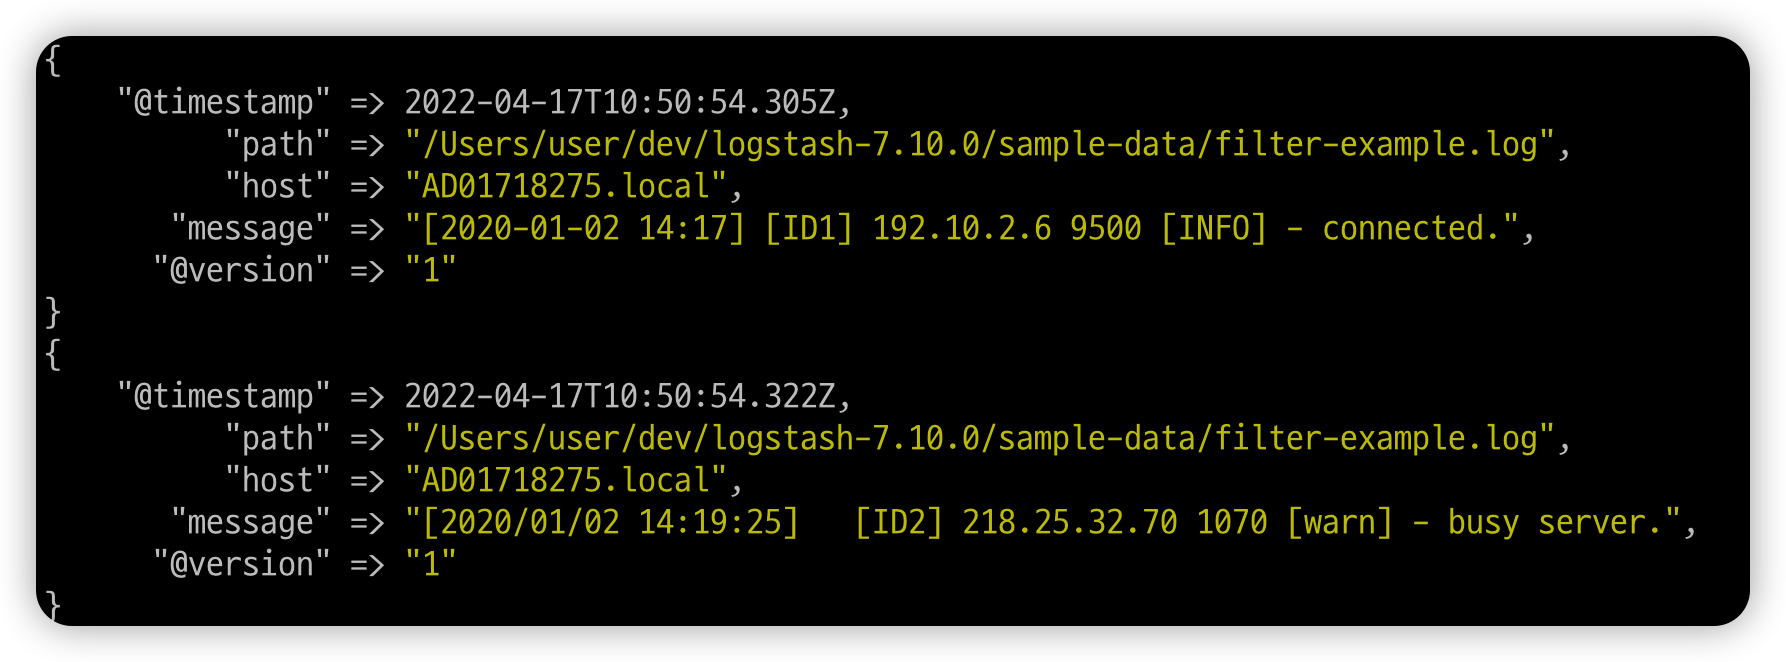 {
    "@timestamp" => 2022-04-17T10:50:54.305Z,
          "path" => "/Users/user/dev/logstash-7.10.0/sample-data/filter-example.log",
          "host" => "AD01718275.local",
       "message" => "[2020-01-02 14:17] [ID1] 192.10.2.6 9500 [INFO] - connected.",
      "@version" => "1"
}
{
    "@timestamp" => 2022-04-17T10:50:54.322Z,
          "path" => "/Users/user/dev/logstash-7.10.0/sample-data/filter-example.log",
          "host" => "AD01718275.local",
       "message" => "[2020/01/02 14:19:25]   [ID2] 218.25.32.70 1070 [warn] - busy server.",
      "@version" => "1"
}